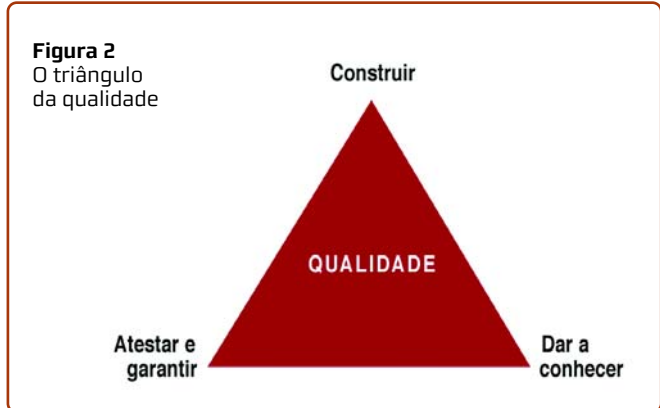 Figura 2
O triângulo
da qualidade
Construir
QUALIDADE
Atestar e
garantir
Dar a
conhecer